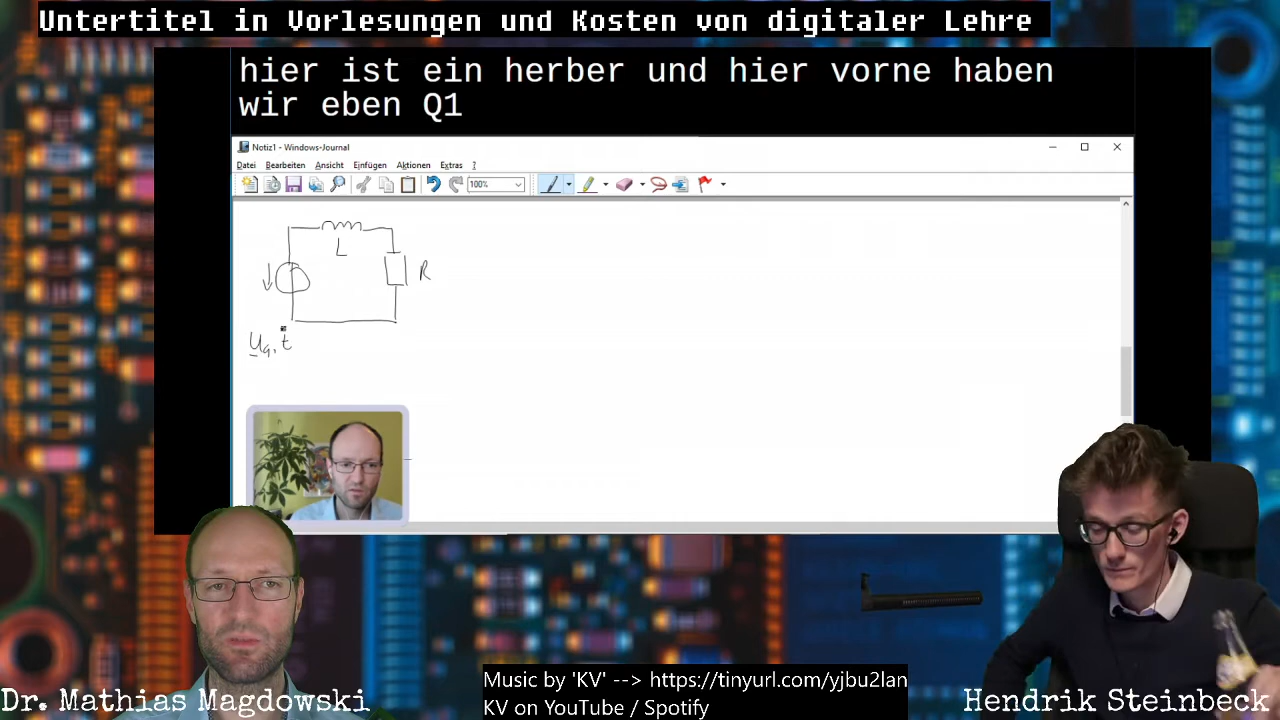 Untertitel in Vorlesungen und Kosten von digitaler Lehre
hier ist ein herber und hier vorne haben
wir eben Q1
Notiz1 - Windows-Journal
Datei Bearbeiten Ansicht Einfügen Aktionen Extras ?
100%
L
R
Dr. Mathias Magdowski
Music by 'KV' --> https://tinyurl.com/yjbu2lan
KV on YouTube / Spotify
Hendrik Steinbeck